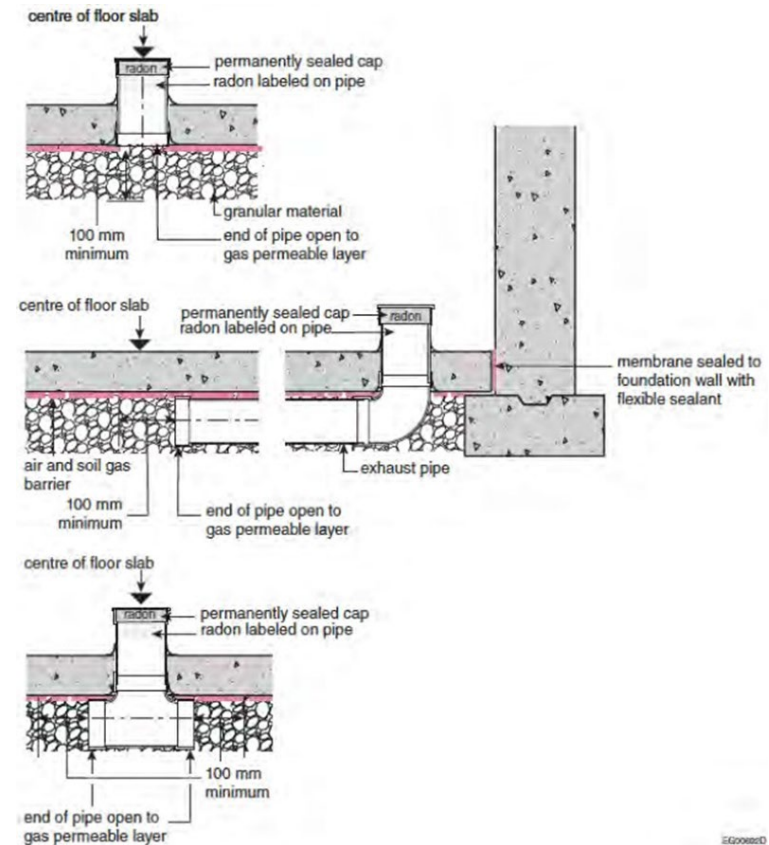 centre of floor slab
radon
permanently sealed cap
radon labeled on pipe
granular material
100 mm
minimum
end of pipe open to
gas permeable layer
centre of floor slab
permanently sealed cap
radon
radon labeled on pipe
membrane sealed to
foundation wall with
flexible sealant
air and soil gas
barrier
exhaust pipe
100 mm
minimum
end of pipe open to
gas permeable layer
centre of floor slab
radon
permanently sealed cap
radon labeled on pipe
100 mm
minimum
end of pipe open to
gas permeable layer